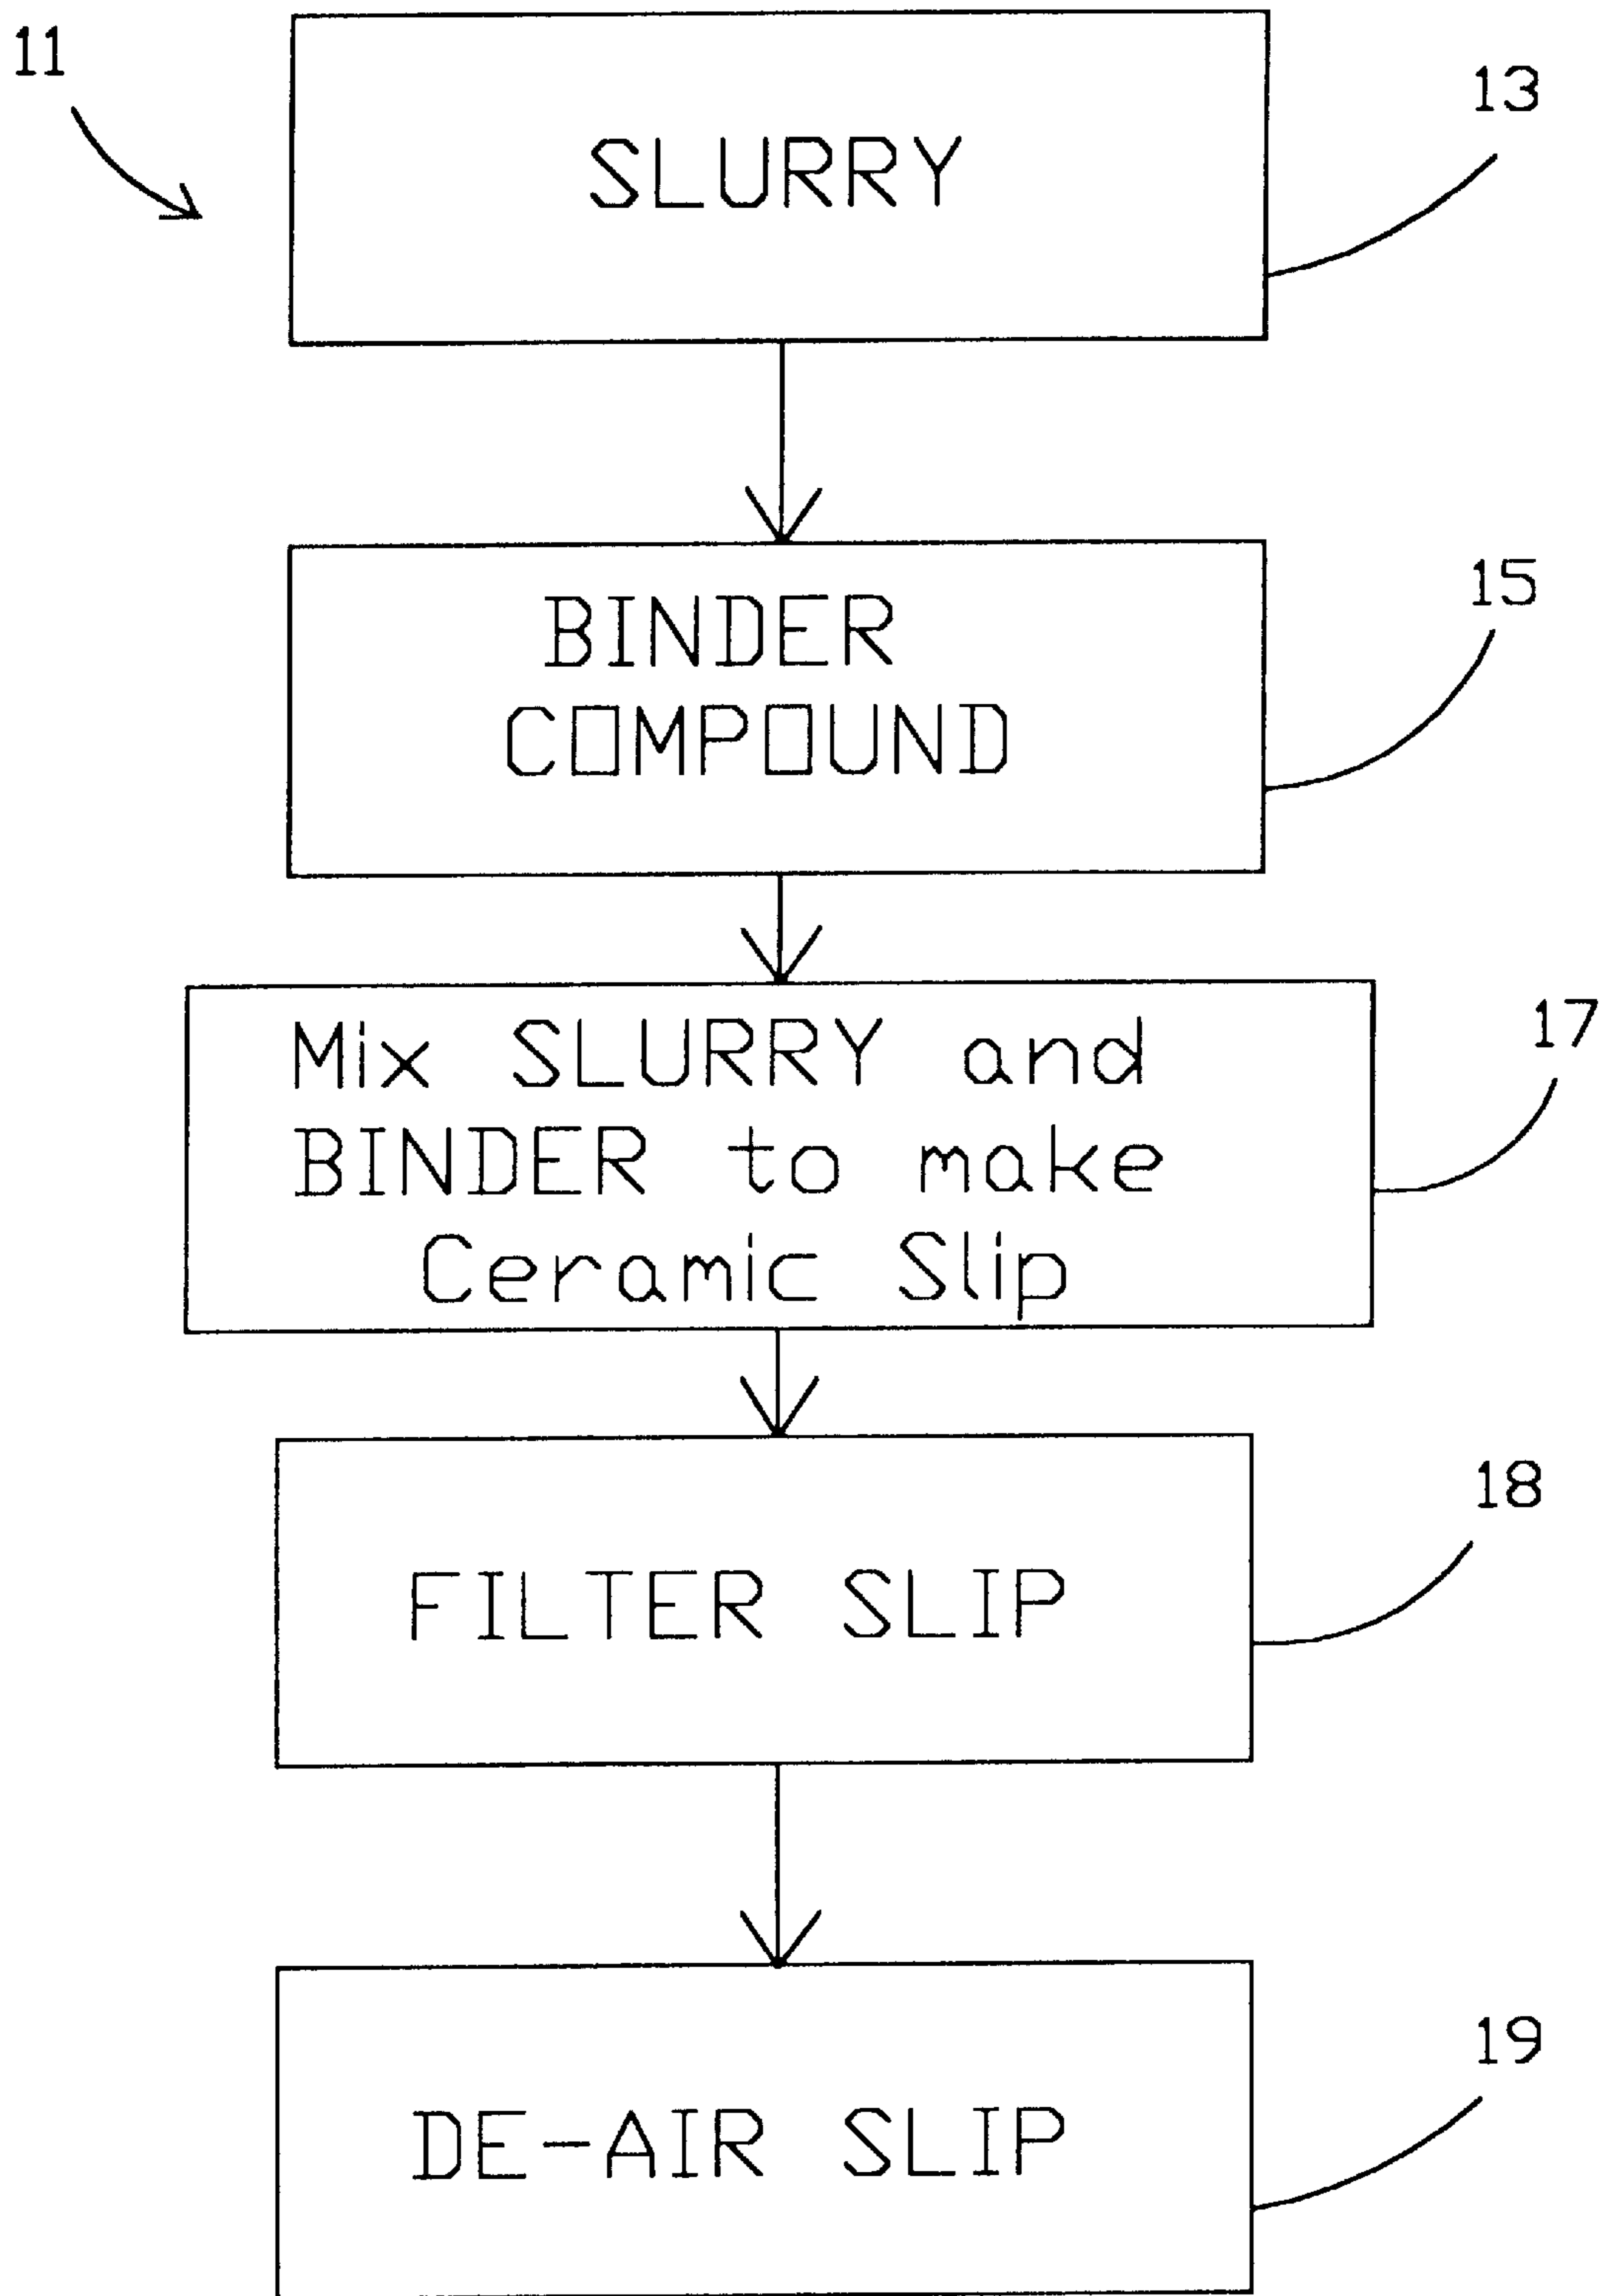 11
13
SLURRY
15
BINDER
COMPOUND
17
Mix SLURRY and
BINDER to make
Ceramic Slip
18
FILTER SLIP
19
DE-AIR SLIP